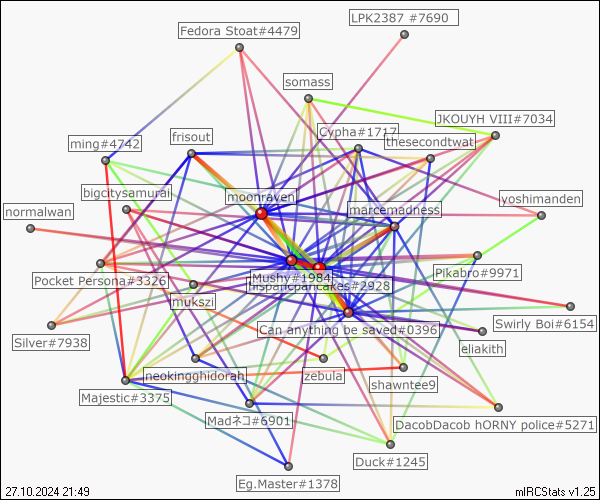 LPK2387 #7690
Fedora Stoat#4479
somass
JKOUYH VIII#7034
Cypha#1717
thesecondtwat
frisout
ming#4742
bigcitysamurai
moonraven
yoshimanden
marcemadness
normalwan
Pikabro#9971
Pocket Persona#3326
Mushy#1984
hispariopancakes#2928
mukszi
Swirly Boi#6154
Can anything be saved#0396
Silver#7938
eliakith
neokingghidorah
zebula
shawntee9
Majestic#3375
Madネコ#6901
DacobDacob hORNY police#5271
Duck#1245
Eg.Master#1378
27.10.2024 21:49
mIRCStats v1.25